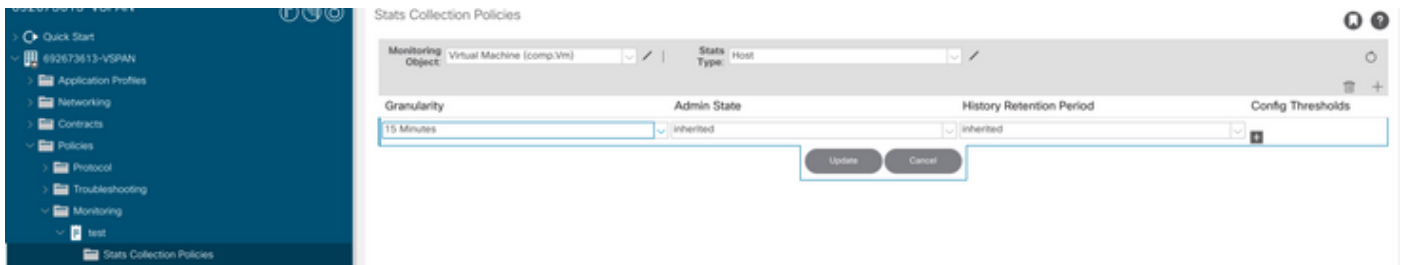 692673613-VSPAN
Quick Start
692673613-VSPAN
Application Profiles
Networking
Contracts
Policies
Protocol
Troubleshooting
Monitoring
test
Stats Collection Policies
Stats Collection Policies
Monitoring Object: Virtual Machine (comp.Vm)
Stats Type: Host
Granularity Admin State History Retention Period Config Thresholds
15 Minutes inherited inherited
Update Cancel